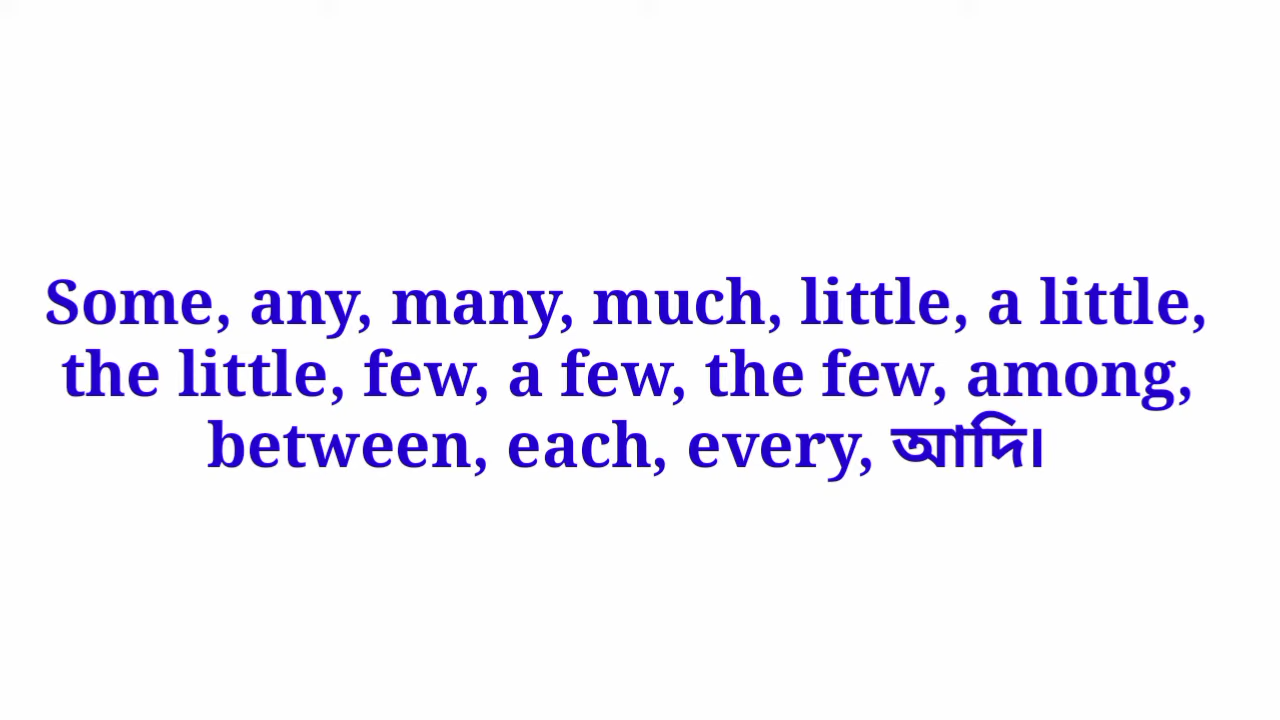 Some, any, many, much, little, a little,
the little, few, a few, the few, among,
between, each, every, আদি।